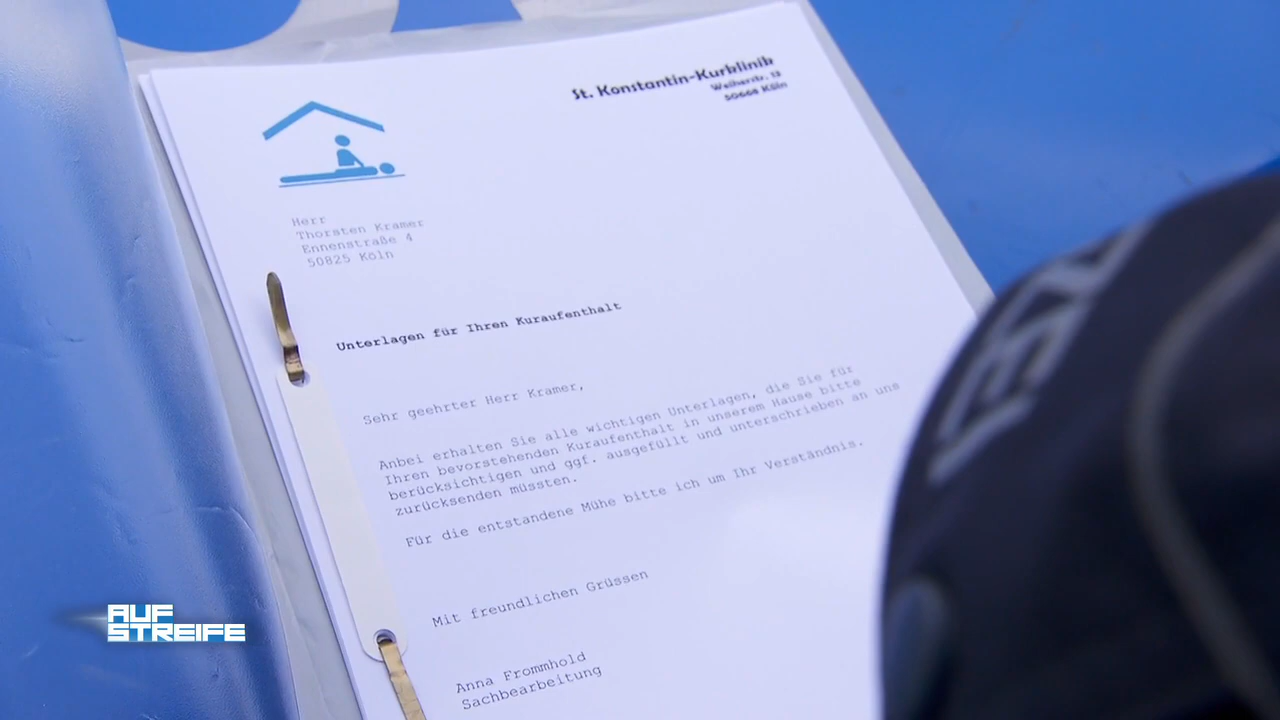 St. Konstantin-Kurklinik
Weiherstr. 13
50668 Köln
Herr
Thorsten Kramer
Ennenstraße 4
50825 Köln
Unterlagen für Ihren Kuraufenthalt
Sehr geehrter Herr Kramer,
Anbei erhalten Sie alle wichtigen Unterlagen, die Sie für
Ihren bevorstehenden Kuraufenthalt in unserem Hause bitte
berücksichtigen und ggf. ausgefüllt und unterschrieben an uns
zurücksenden müssten.
Für die entstandene Mühe bitte ich um Ihr Verständnis.
Mit freundlichen Grüssen
Anna Frommhold
Sachbearbeitung
AUF
STREIFE